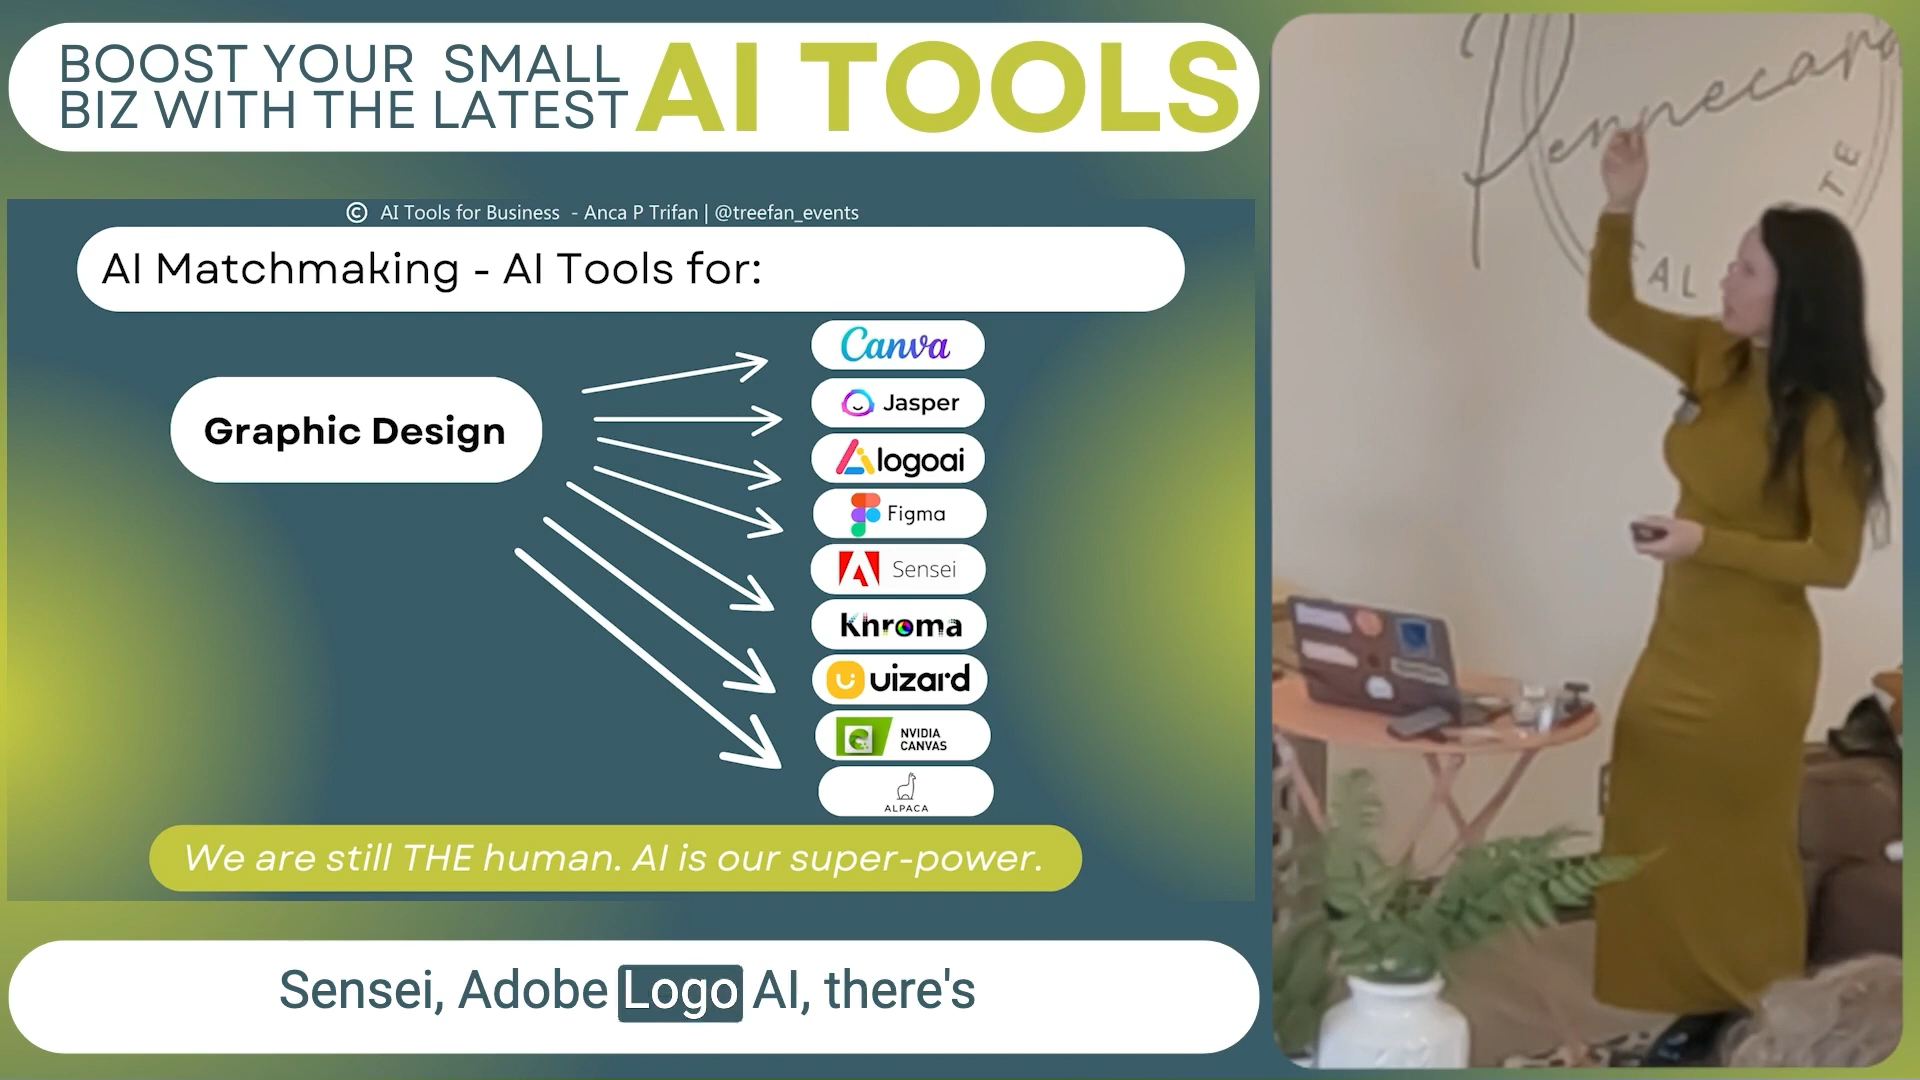 BOOST YOUR SMALL
BIZ WITH THE LATEST
AI TOOLS
© AI Tools for Business - Anca P Trifan | @treefan_events
AI Matchmaking - AI Tools for:
Graphic Design
Canva
Jasper
logoai
Figma
Sensei
Khroma
uizard
NVIDIA
CANVAS
ALPACA
We are still THE human. AI is our super-power.
Sensei, Adobe Logo AI, there's